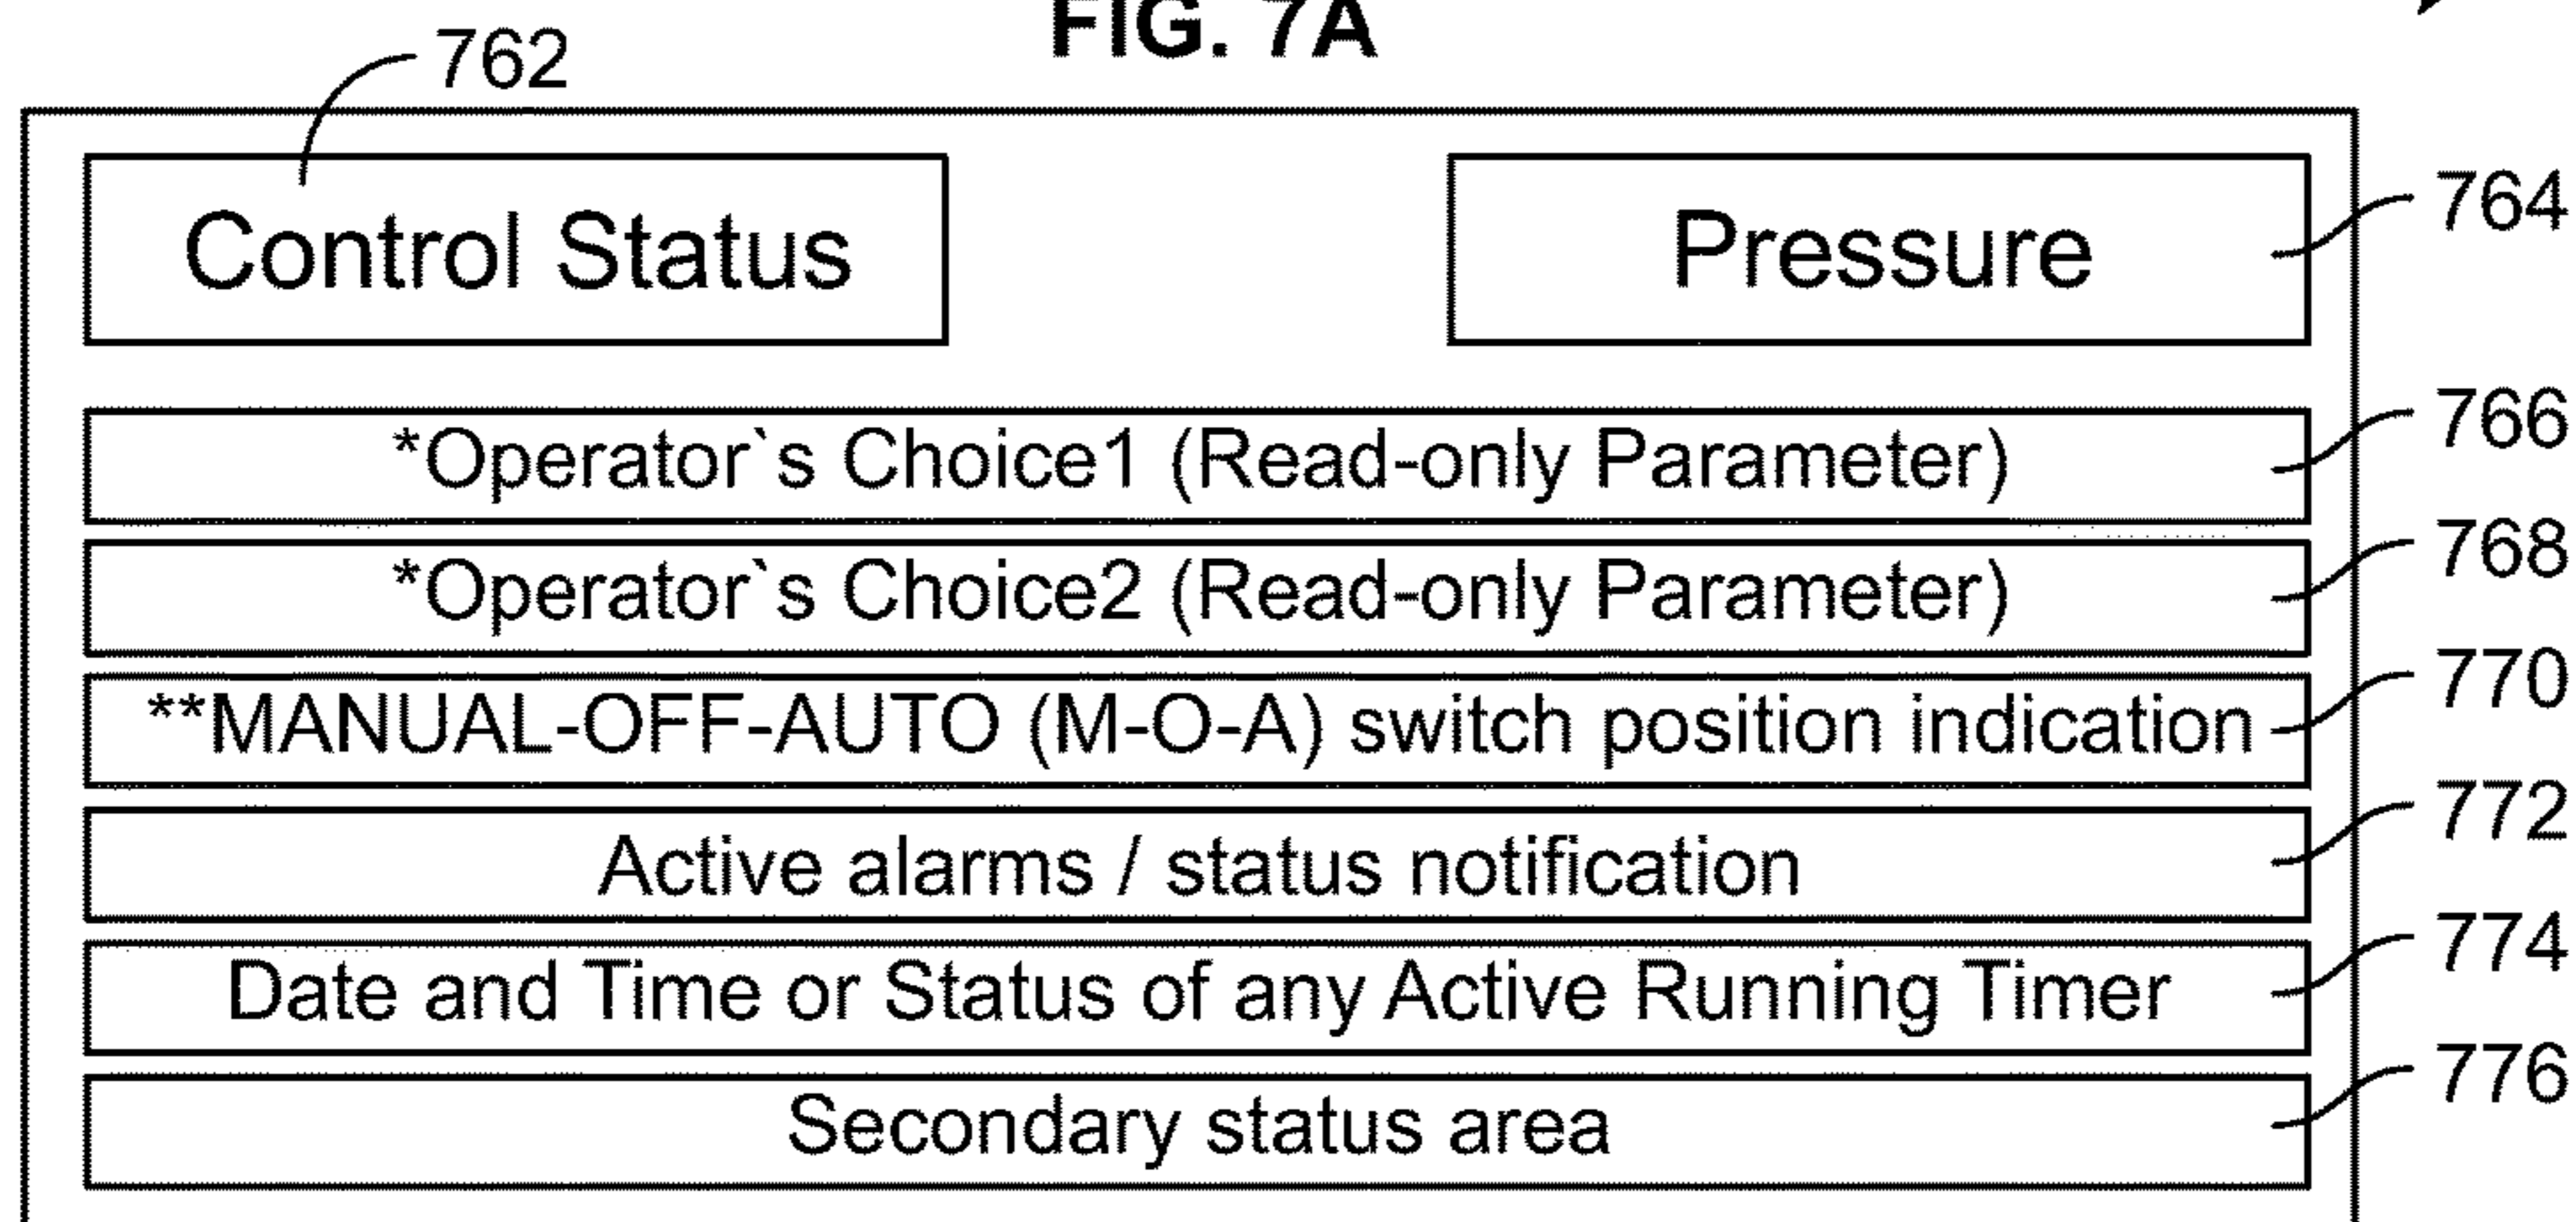 FIG. 7A
762
Control Status
Pressure
764
*Operator`s Choice1 (Read-only Parameter)
766
*Operator`s Choice2 (Read-only Parameter)
768
**MANUAL-OFF-AUTO (M-O-A) switch position indication
770
Active alarms / status notification
772
Date and Time or Status of any Active Running Timer
774
Secondary status area
776